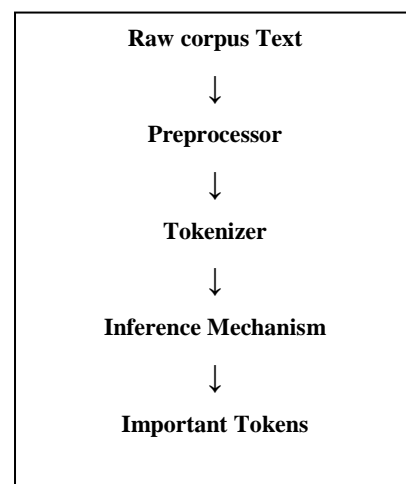 Raw corpus Text
↓
Preprocessor
↓
Tokenizer
↓
Inference Mechanism
↓
Important Tokens